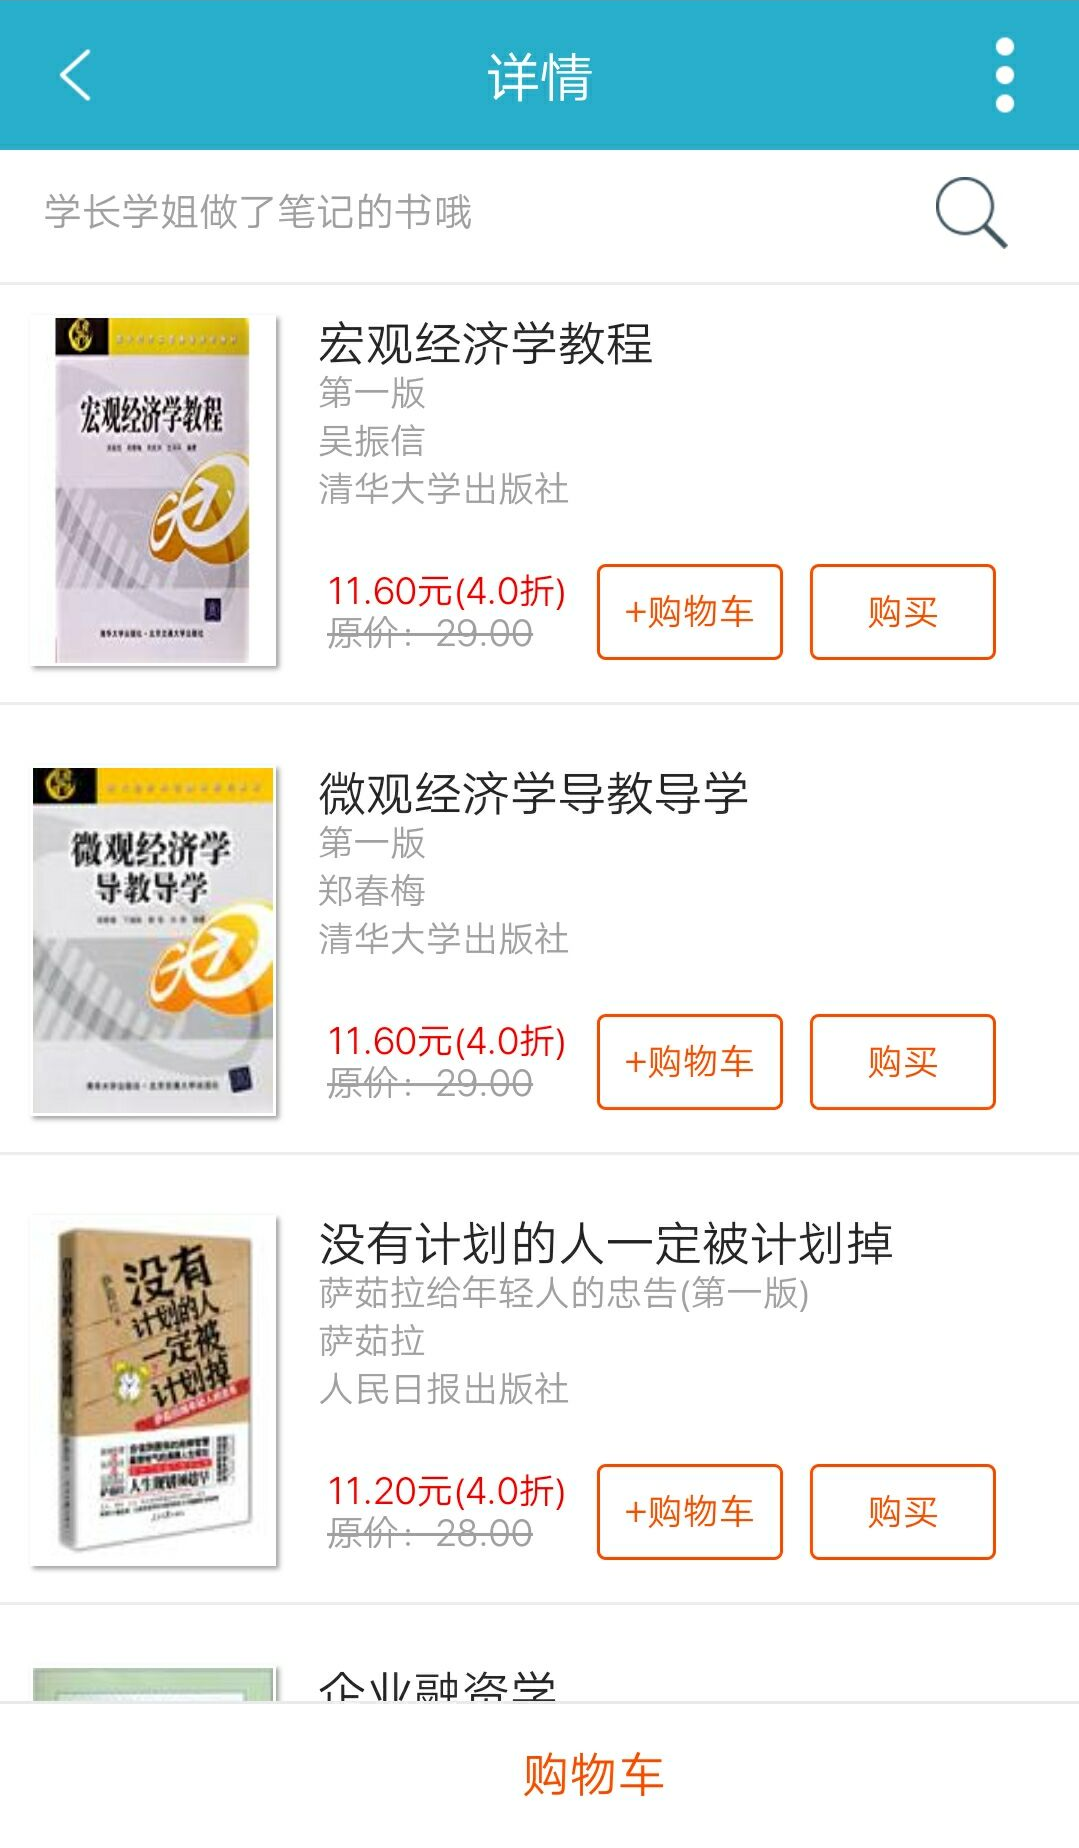 详情
学长学姐做了笔记的书哦
宏观经济学教程
宏观经济学教程
第一版
吴振信
清华大学出版社
11.60元(4.0折)
原价：29.00
+购物车
购买
微观经济学
导教导学
微观经济学导教导学
第一版
郑春梅
清华大学出版社
11.60元(4.0折)
原价：29.00
+购物车
购买
没有
计划的人
一定被
计划掉
没有计划的人一定被计划掉
萨茹拉给年轻人的忠告(第一版)
萨茹拉
人民日报出版社
11.20元(4.0折)
原价：28.00
+购物车
购买
企业融资学
购物车